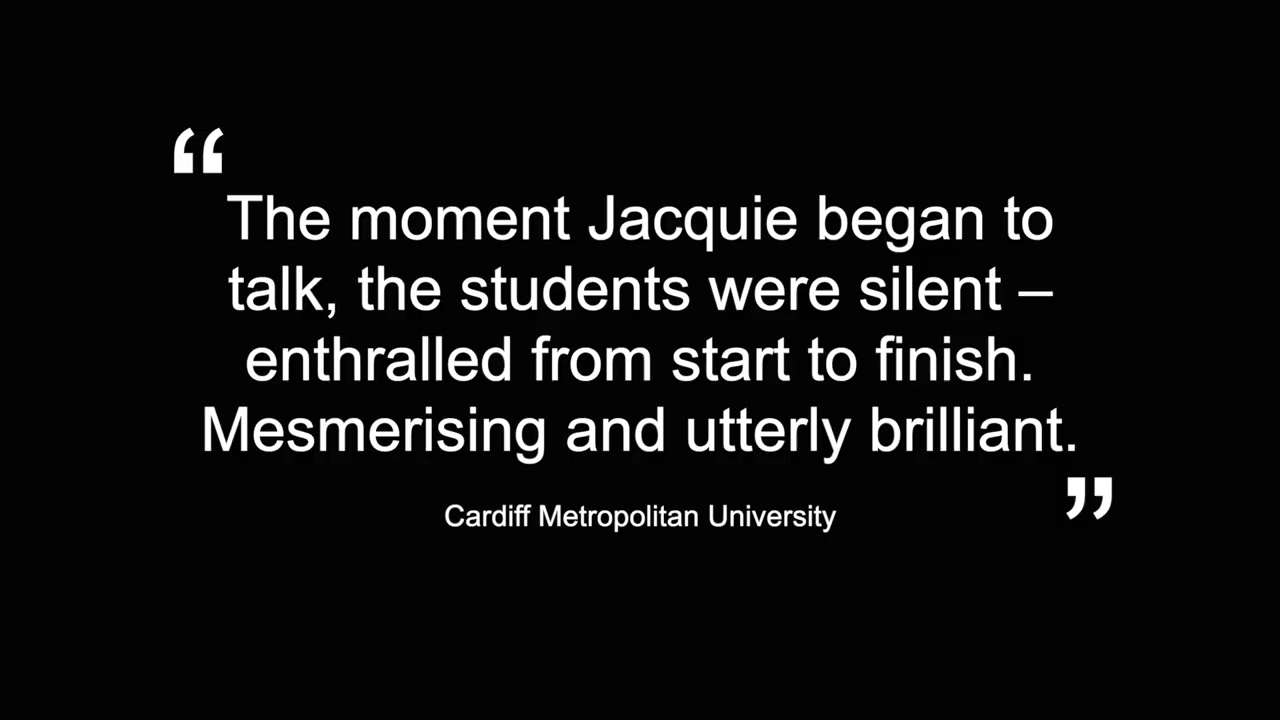 “
The moment Jacquie began to
talk, the students were silent –
enthralled from start to finish.
Mesmerising and utterly brilliant.
”
Cardiff Metropolitan University